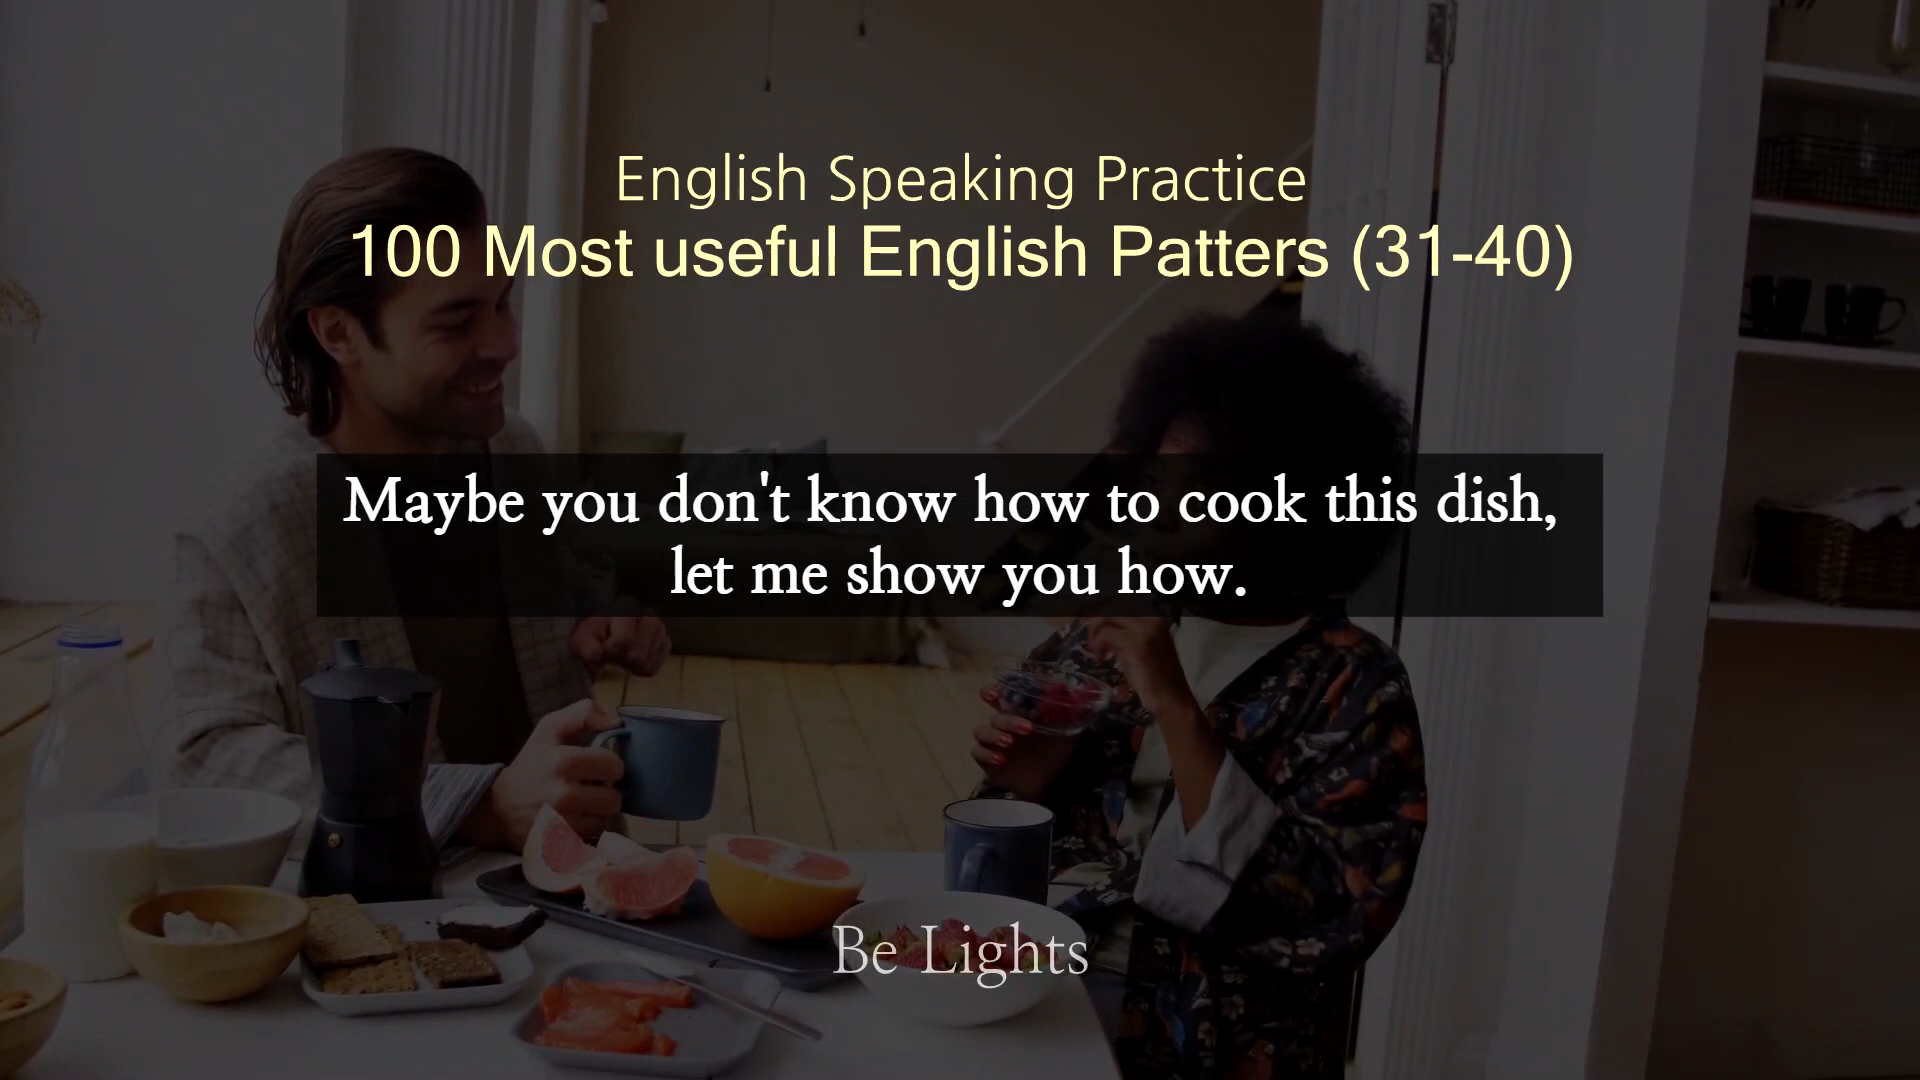 English Speaking Practice
100 Most useful English Patters (31-40)
Maybe you don't know how to cook this dish,
let me show you how.
Be Lights